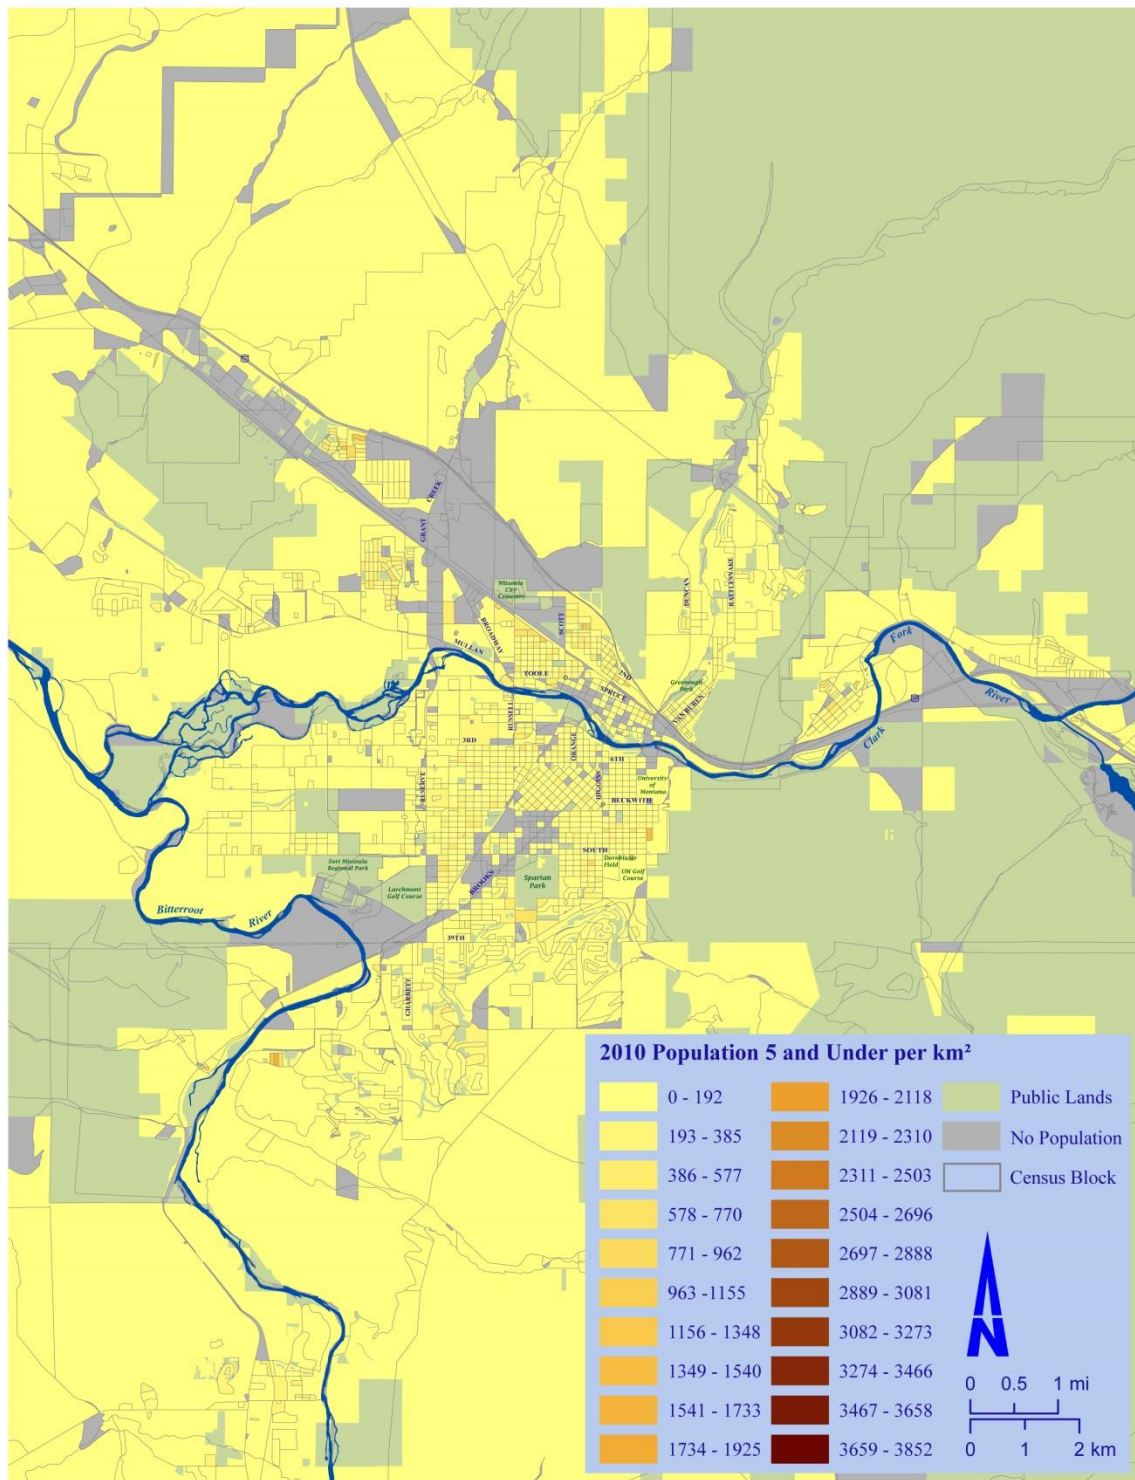 GRANT
CREEK
Missoula
City
Cemetery
SCOTT
DUNCAN
RATTLESNAKE
BROADWAY
MULLAN
TOOLE
2ND
SPRUCE
Greenough
Park
VAN BUREN
Fork
River
Clark
RUSSELL
3RD
ORANGE
6TH
RESERVE
HIGGINS
University
of
Montana
BECKWITH
SOUTH
Dornblaser
Field
UM Golf
Course
Fort Missoula
Regional Park
Larchmont
Golf Course
BROOKS
Spartan
Park
Bitterroot
River
39TH
GHARRETT
2010 Population 5 and Under per km²
0 - 192
193 - 385
386 - 577
578 - 770
771 - 962
963 -1155
1156 - 1348
1349 - 1540
1541 - 1733
1734 - 1925
1926 - 2118
2119 - 2310
2311 - 2503
2504 - 2696
2697 - 2888
2889 - 3081
3082 - 3273
3274 - 3466
3467 - 3658
3659 - 3852
Public Lands
No Population
Census Block
N
0 0.5 1 mi
0 1 2 km